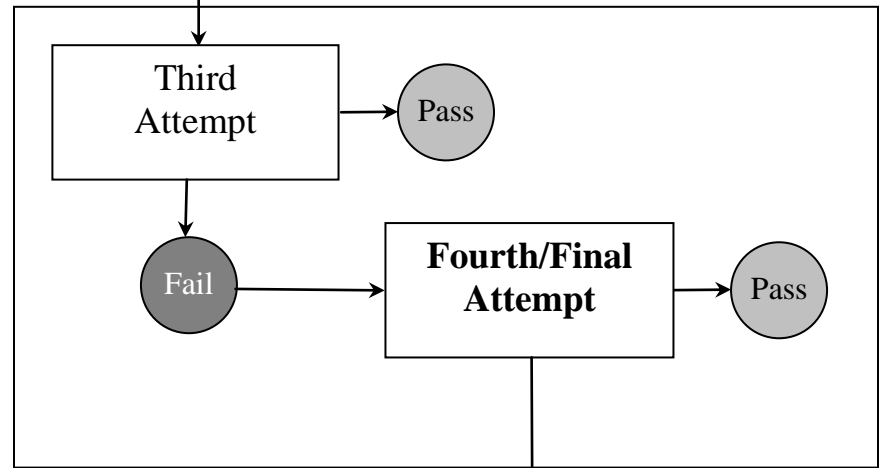 Third
Attempt
Pass
Fail
Fourth/Final
Attempt
Pass